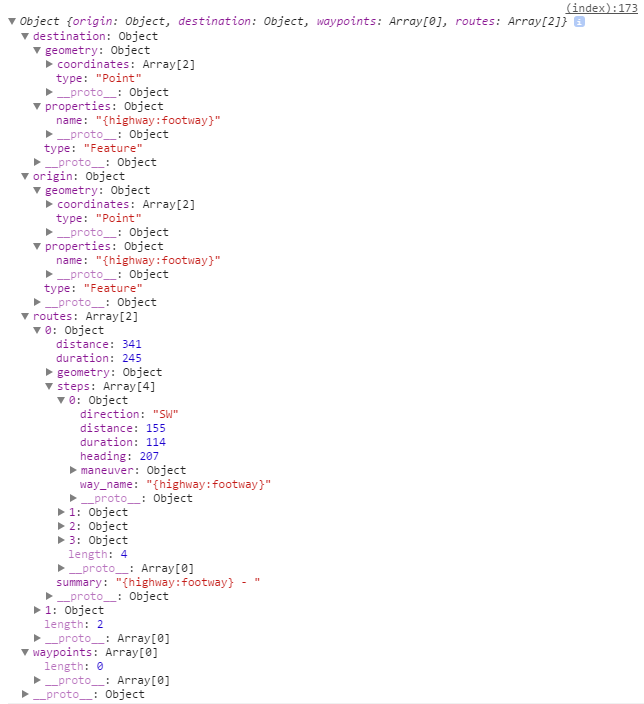 (index):173
Object {origin: Object, destination: Object, waypoints: Array[0], routes: Array[2]} i
destination: Object
geometry: Object
coordinates: Array[2]
type: "Point"
__proto__: Object
properties: Object
name: "{highway:footway}"
__proto__: Object
type: "Feature"
__proto__: Object
origin: Object
geometry: Object
coordinates: Array[2]
type: "Point"
__proto__: Object
properties: Object
name: "{highway:footway}"
__proto__: Object
type: "Feature"
__proto__: Object
routes: Array[2]
0: Object
distance: 341
duration: 245
geometry: Object
steps: Array[4]
0: Object
direction: "SW"
distance: 155
duration: 114
heading: 207
maneuver: Object
way_name: "{highway:footway}"
__proto__: Object
1: Object
2: Object
3: Object
length: 4
__proto__: Array[0]
summary: "{highway:footway} - "
__proto__: Object
1: Object
length: 2
__proto__: Array[0]
waypoints: Array[0]
length: 0
__proto__: Array[0]
__proto__: Object